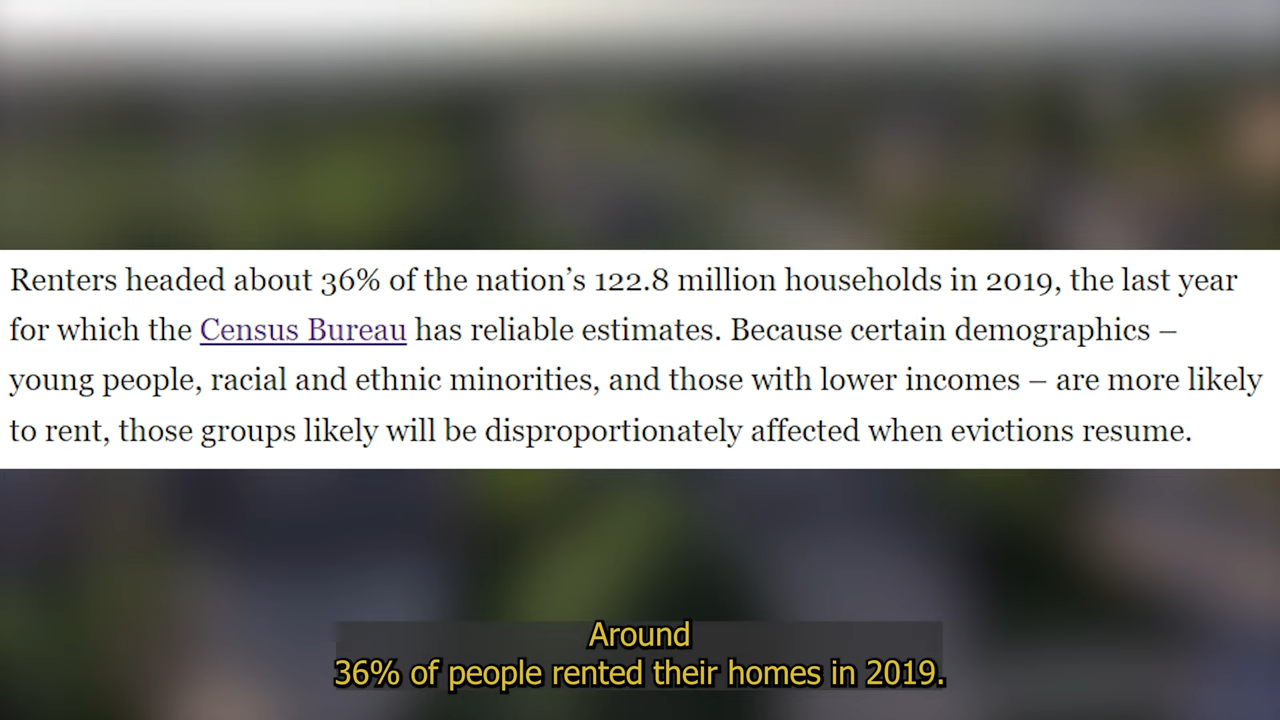 Renters headed about 36% of the nation’s 122.8 million households in 2019, the last year
for which the Census Bureau has reliable estimates. Because certain demographics –
young people, racial and ethnic minorities, and those with lower incomes – are more likely
to rent, those groups likely will be disproportionately affected when evictions resume.
Around
36% of people rented their homes in 2019.